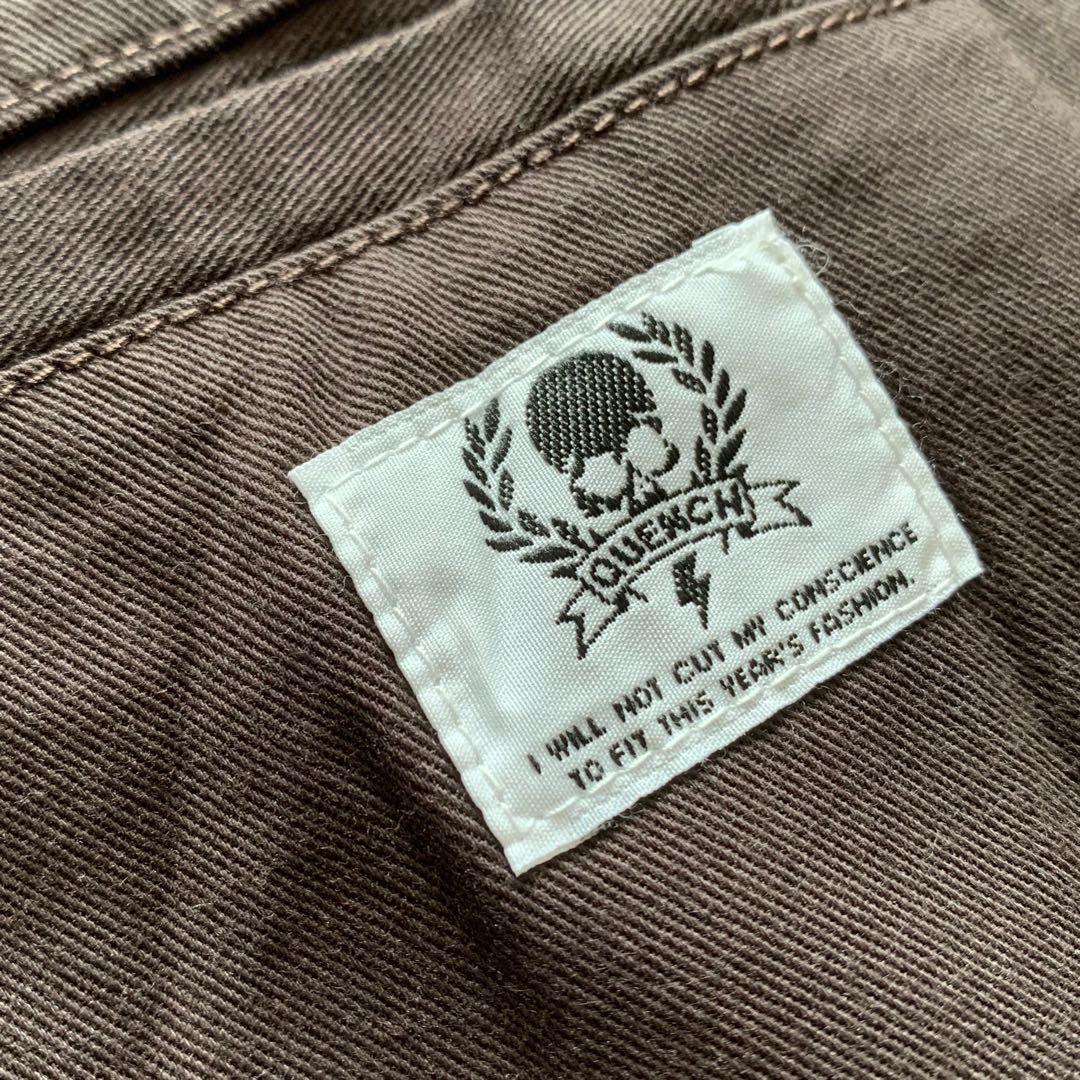 QUENCH
I WILL NOT CUT MY CONSCIENCE
TO FIT THIS YEAR'S FASHION.